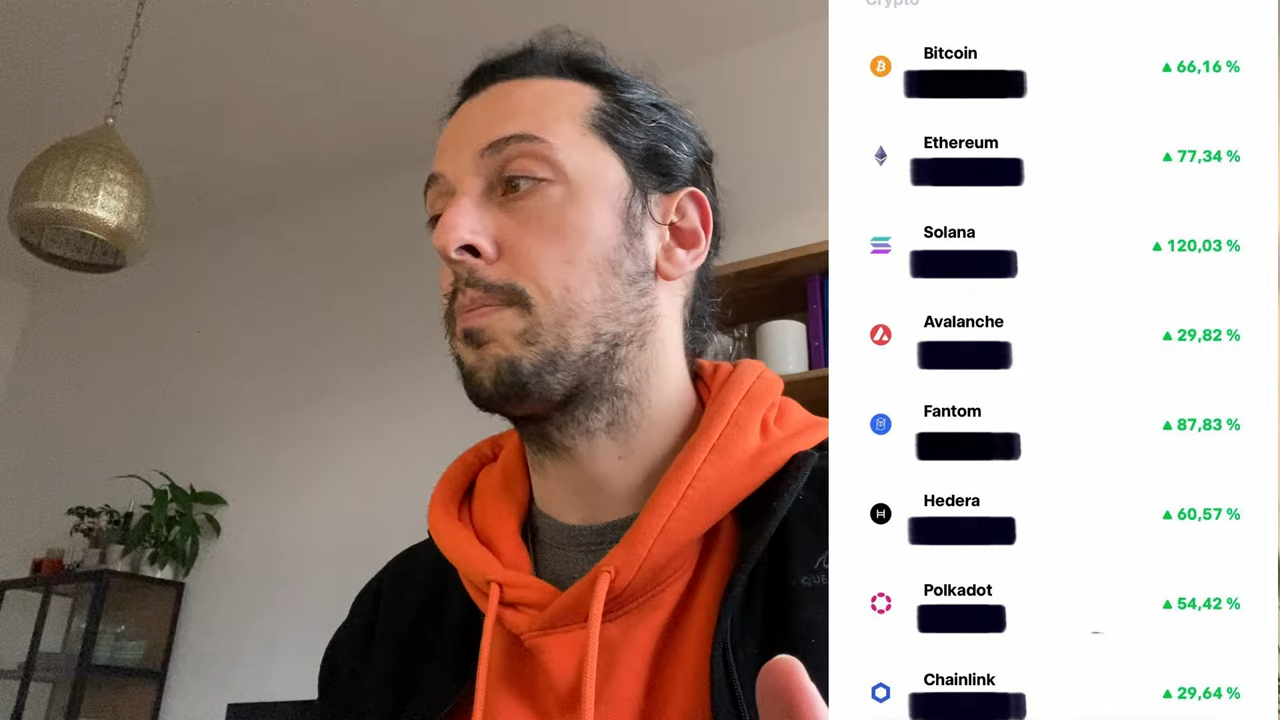 Crypto
Bitcoin
▲ 66,16 %
Ethereum
▲ 77,34 %
Solana
▲ 120,03 %
Avalanche
▲ 29,82 %
Fantom
▲ 87,83 %
Hedera
▲ 60,57 %
Polkadot
▲ 54,42 %
Chainlink
▲ 29,64 %